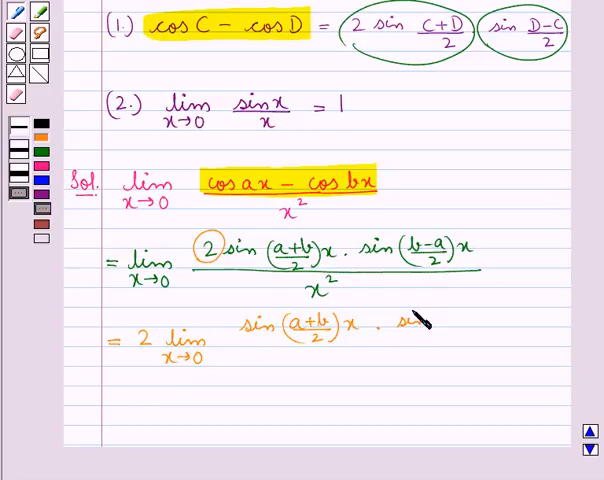 (1.) cos C - cos D = 2 sin (C+D)/2 . sin (D-C)/2
(2.) lim x→0 sin x / x = 1
Sol. lim x→0 (cos ax - cos bx) / x²
= lim x→0 2 sin ((a+b)/2)x . sin ((b-a)/2)x / x²
= 2 lim x→0 sin ((a+b)/2)x . sin